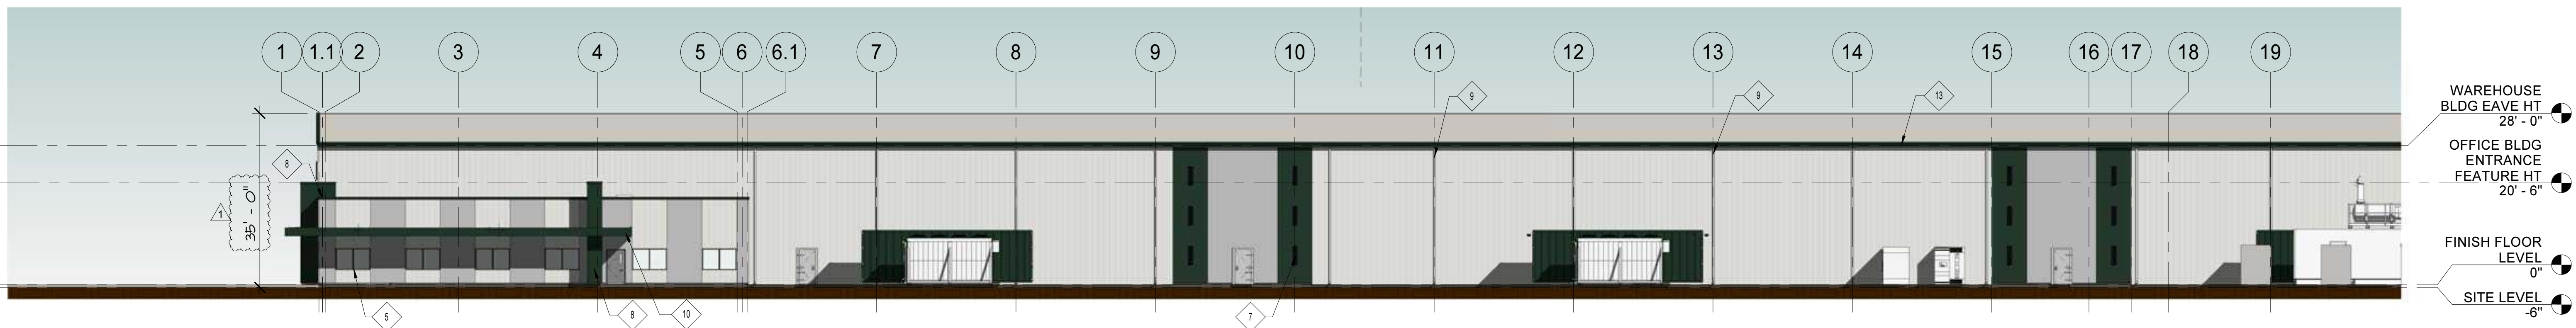 1 1.1 2 3 4 5 6 6.1 7 8 9 10 11 12 13 14 15 16 17 18 19
9 9 13
WAREHOUSE
BLDG EAVE HT
28' - 0"
OFFICE BLDG
ENTRANCE
FEATURE HT
20' - 6"
8
1
35' - 0"
FINISH FLOOR
LEVEL
0"
SITE LEVEL
-6"
5 8 10 7